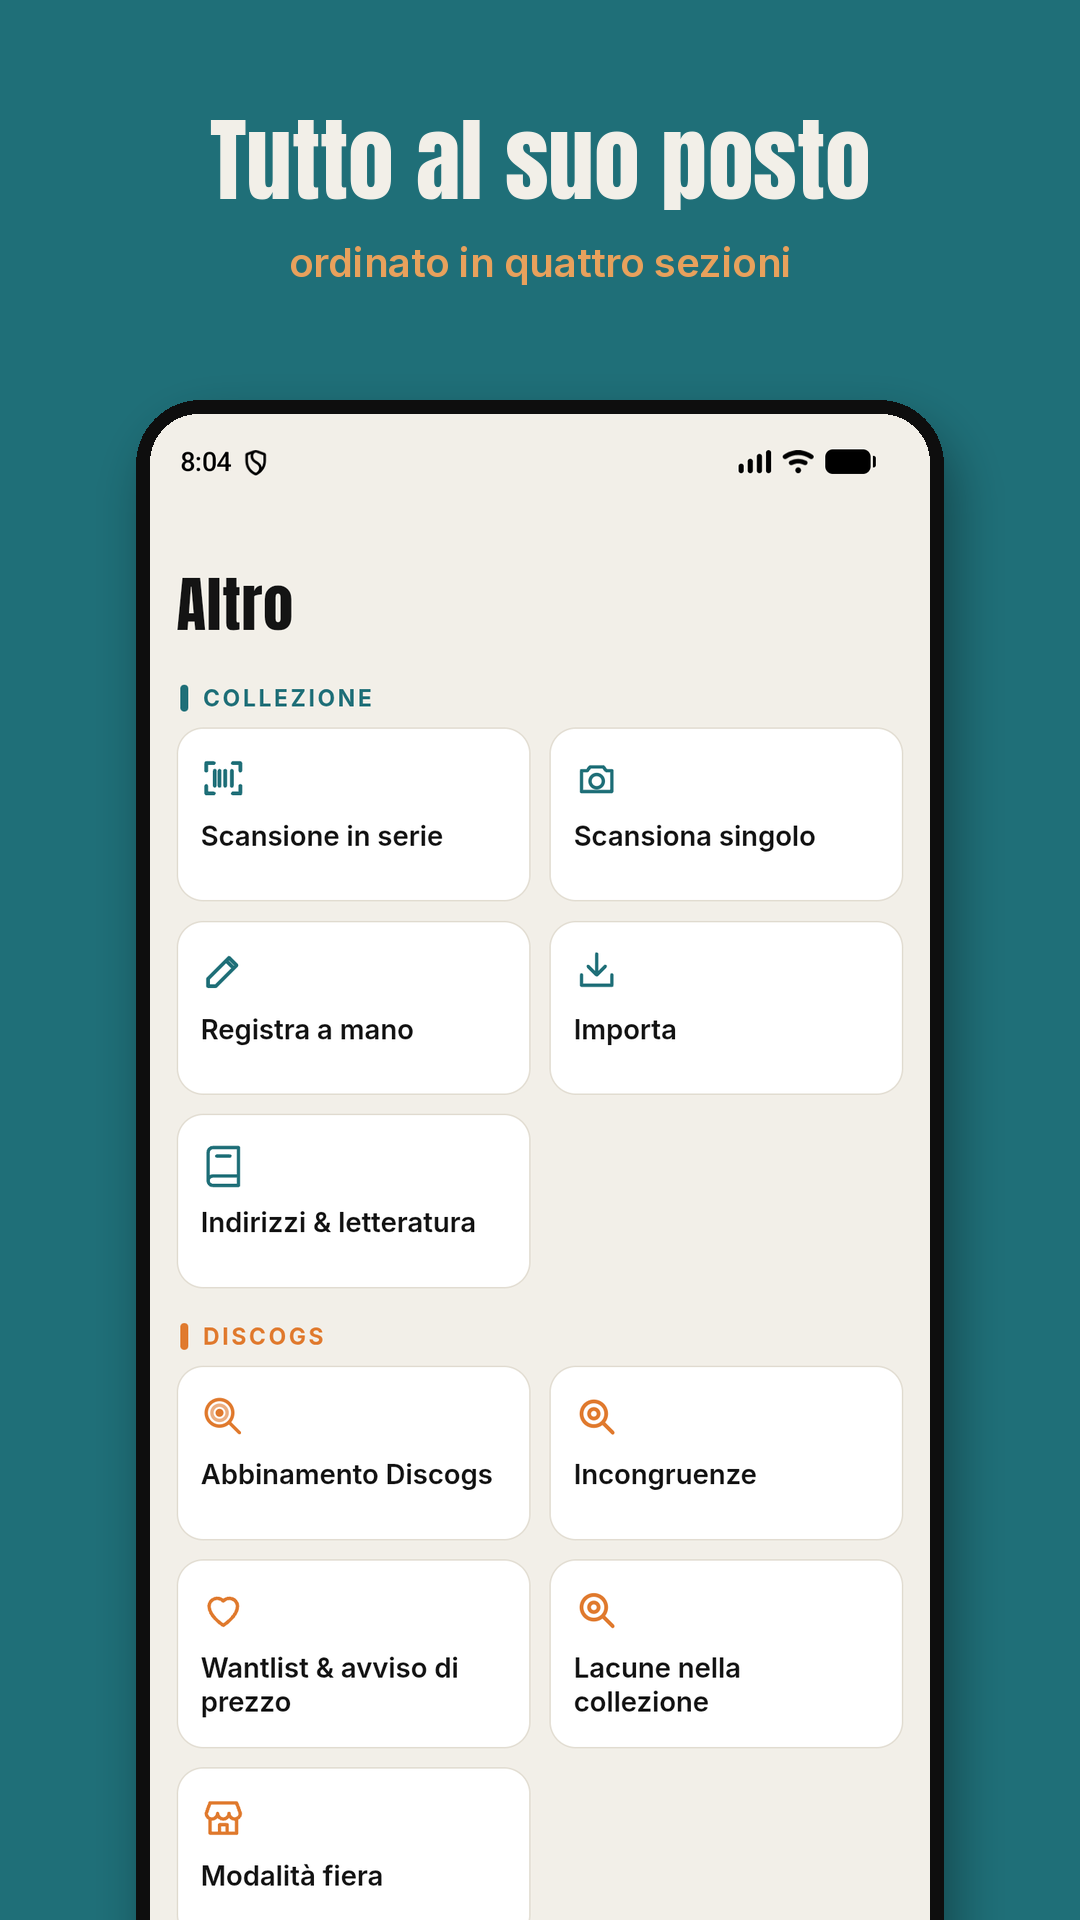 Tutto al suo posto
ordinato in quattro sezioni
8:04
Altro
COLLEZIONE
Scansione in serie
Scansiona singolo
Registra a mano
Importa
Indirizzi & letteratura
DISCOGS
Abbinamento Discogs
Incongruenze
Wantlist & avviso di
prezzo
Lacune nella
collezione
Modalità fiera